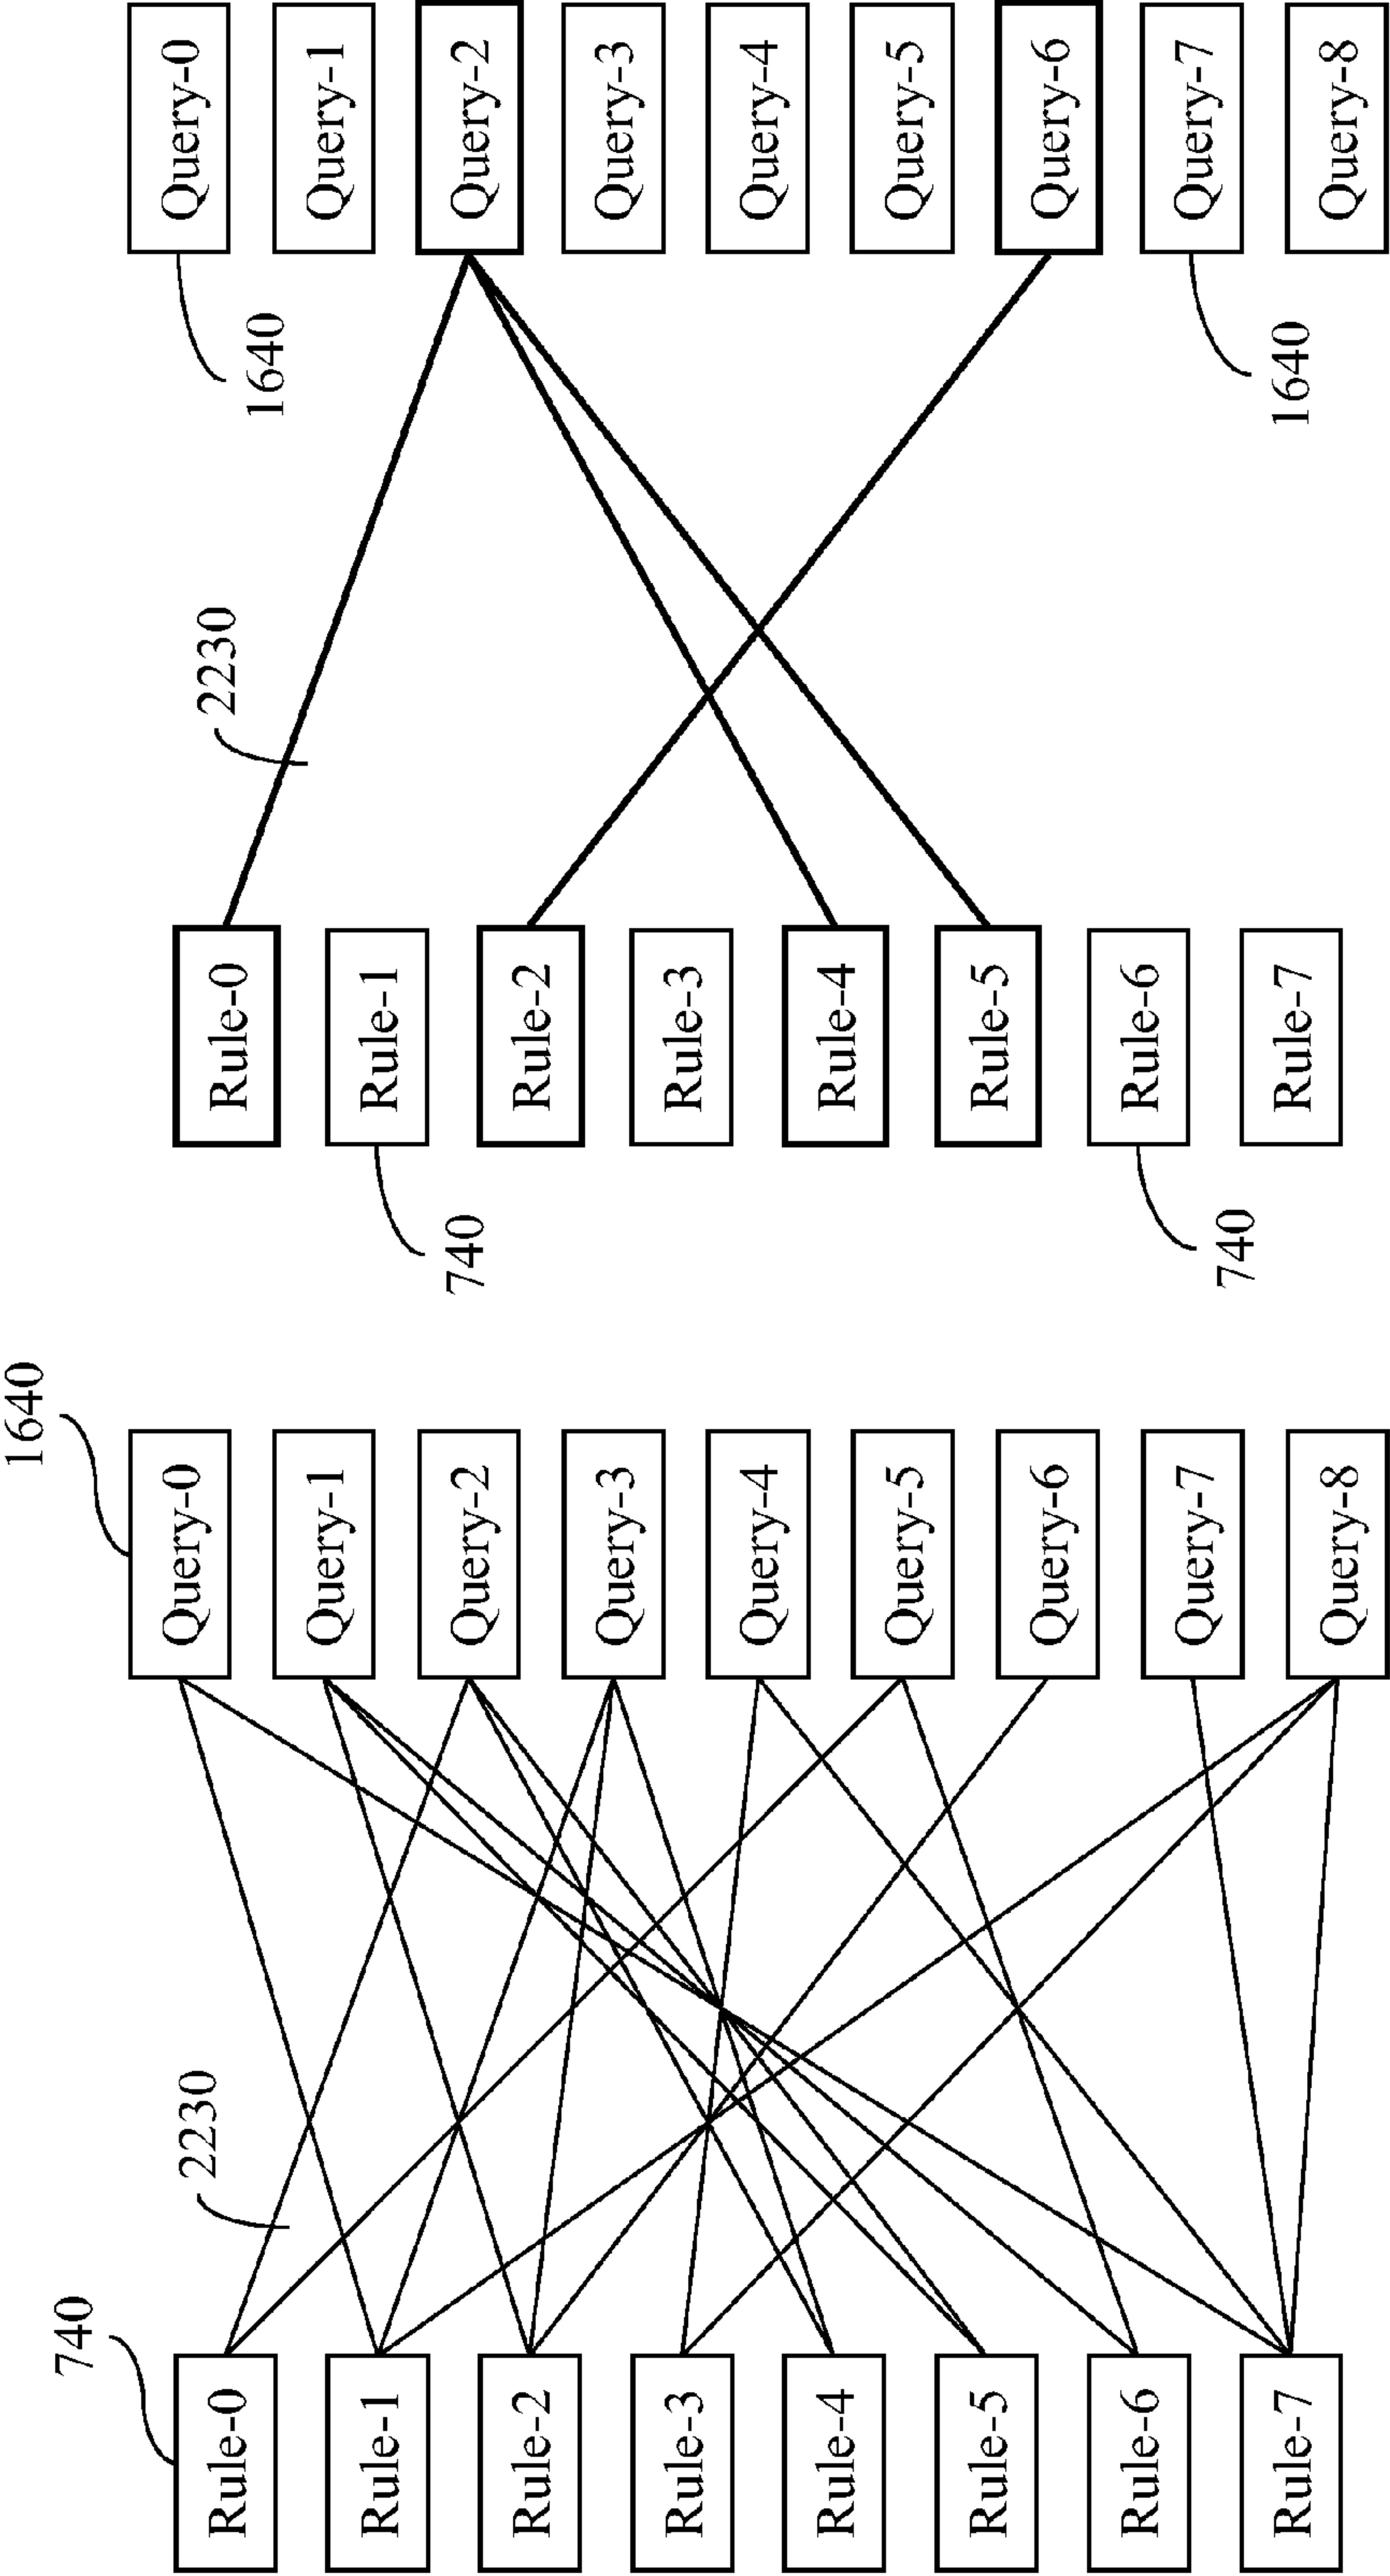 740
Rule-0
Rule-1
Rule-2
Rule-3
Rule-4
Rule-5
Rule-6
Rule-7
2230
1640
Query-0
Query-1
Query-2
Query-3
Query-4
Query-5
Query-6
Query-7
Query-8
740
740
Rule-0
Rule-1
Rule-2
Rule-3
Rule-4
Rule-5
Rule-6
Rule-7
2230
1640
1640
Query-0
Query-1
Query-2
Query-3
Query-4
Query-5
Query-6
Query-7
Query-8